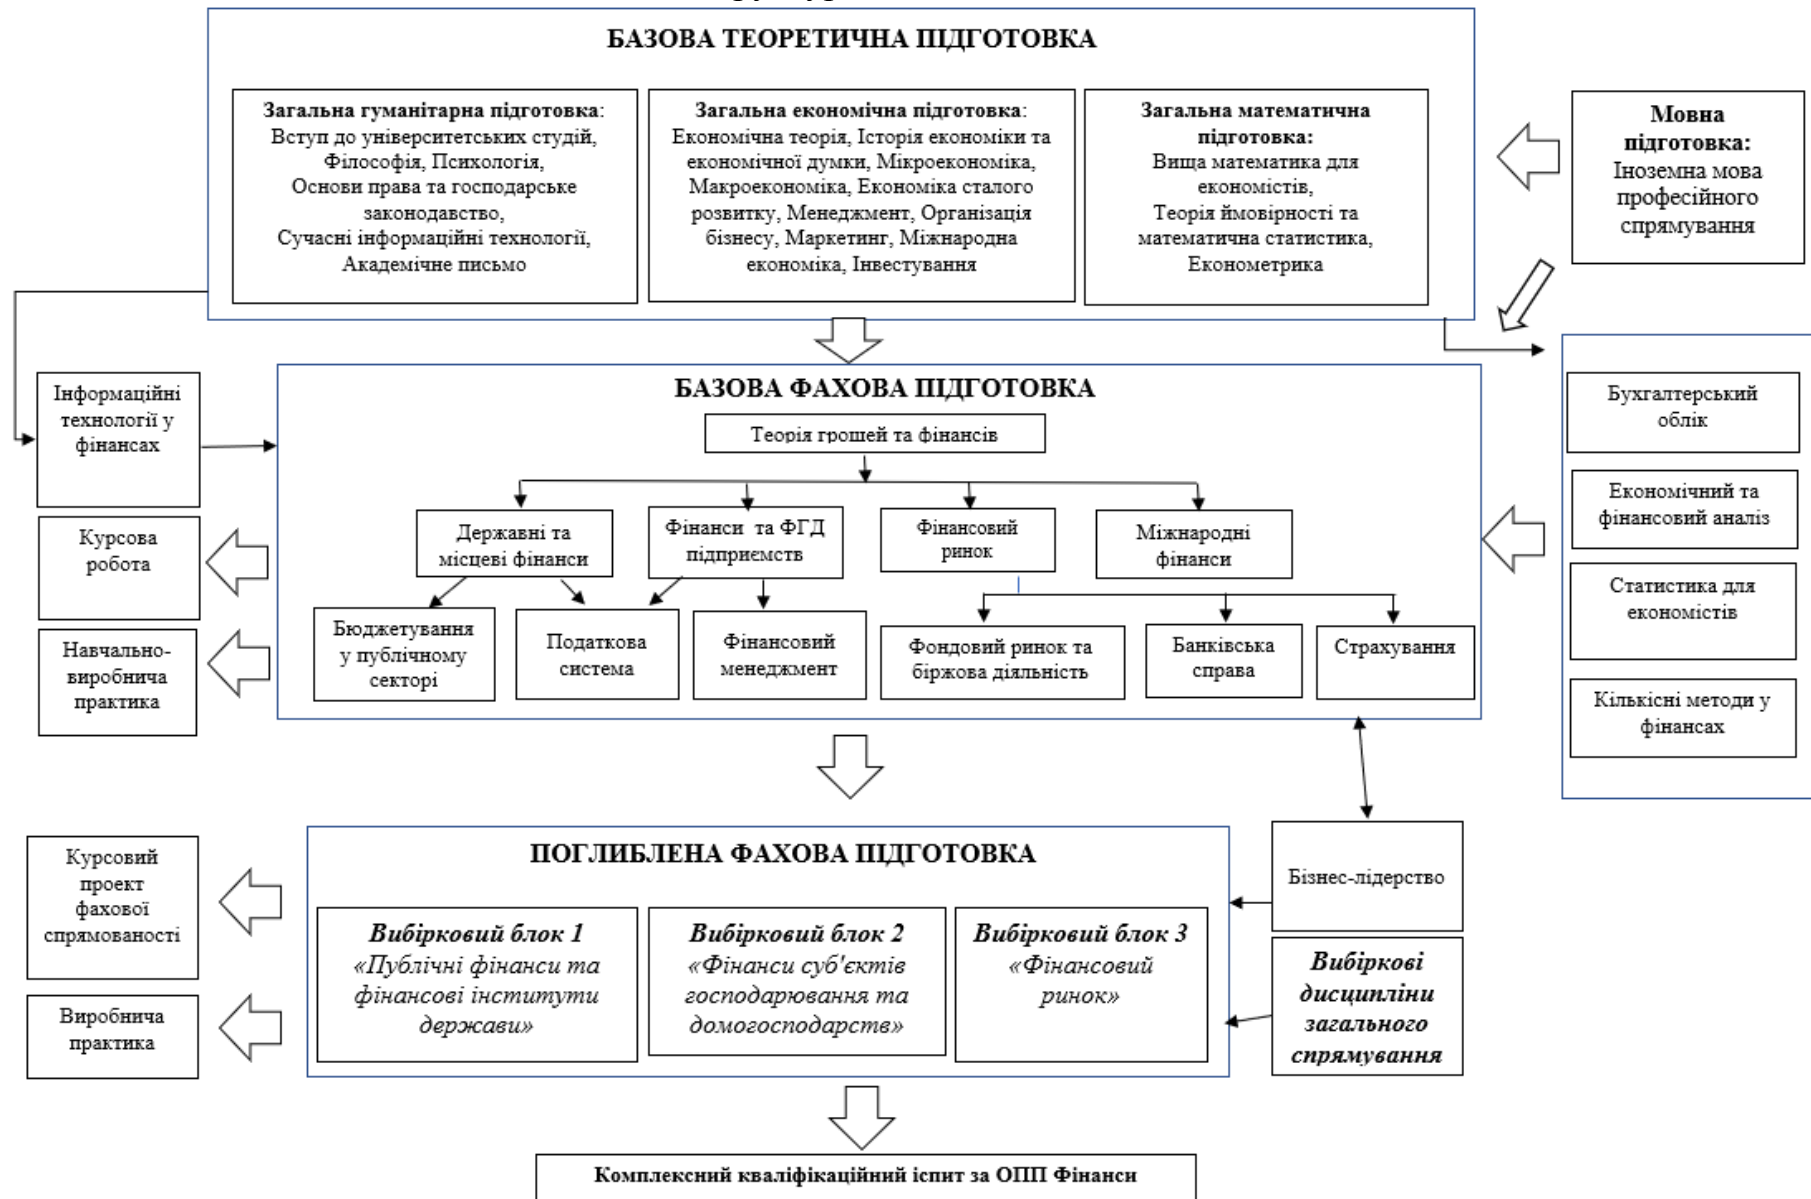 БАЗОВА ТЕОРЕТИЧНА ПІДГОТОВКА
Загальна гуманітарна підготовка:
Вступ до університетських студій,
Філософія, Психологія,
Основи права та господарське
законодавство,
Сучасні інформаційні технології,
Академічне письмо
Загальна економічна підготовка:
Економічна теорія, Історія економіки та
економічної думки, Мікроекономіка,
Макроекономіка, Економіка сталого
розвитку, Менеджмент, Організація
бізнесу, Маркетинг, Міжнародна
економіка, Інвестування
Загальна математична
підготовка:
Вища математика для
економістів,
Теорія ймовірності та
математична статистика,
Економетрика
Мовна
підготовка:
Іноземна мова
професійного
спрямування
Інформаційні
технології у
фінансах
Курсова
робота
Навчально-
виробнича
практика
БАЗОВА ФАХОВА ПІДГОТОВКА
Теорія грошей та фінансів
Державні та
місцеві фінанси
Фінанси та ФГД
підприємств
Фінансовий
ринок
Міжнародні
фінанси
Бюджетування
у публічному
секторі
Податкова
система
Фінансовий
менеджмент
Фондовий ринок та
біржова діяльність
Банківська
справа
Страхування
Бухгалтерський
облік
Економічний та
фінансовий аналіз
Статистика для
економістів
Кількісні методи у
фінансах
Курсовий
проект
фахової
спрямованості
Виробнича
практика
ПОГЛИБЛЕНА ФАХОВА ПІДГОТОВКА
Вибірковий блок 1
«Публічні фінанси та
фінансові інститути
держави»
Вибірковий блок 2
«Фінанси суб'єктів
господарювання та
домогосподарств»
Вибірковий блок 3
«Фінансовий
ринок»
Бізнес-лідерство
Вибіркові
дисципліни
загального
спрямування
Комплексний кваліфікаційний іспит за ОПП Фінанси